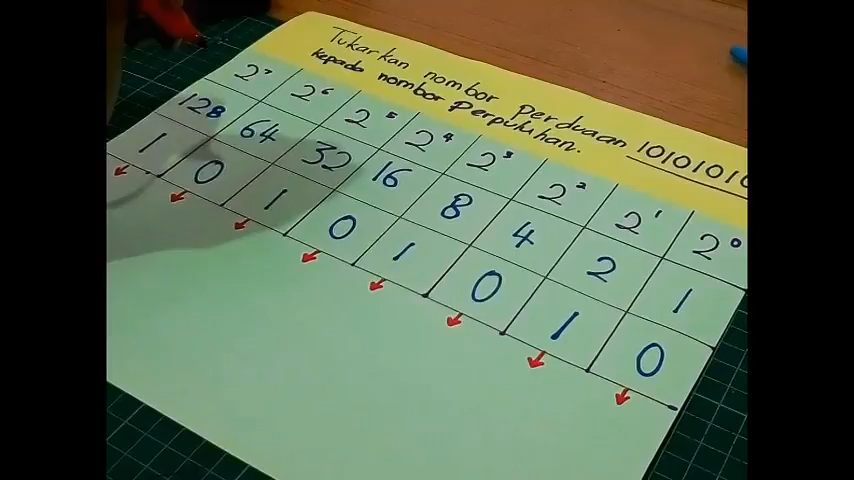 Tukarkan nombor Perduaan 10101010
kepada nombor Perpuluhan.
2⁷ 2⁶ 2⁵ 2⁴ 2³ 2² 2¹ 2⁰
128 64 32 16 8 4 2 1
1 0 1 0 1 0 1 0